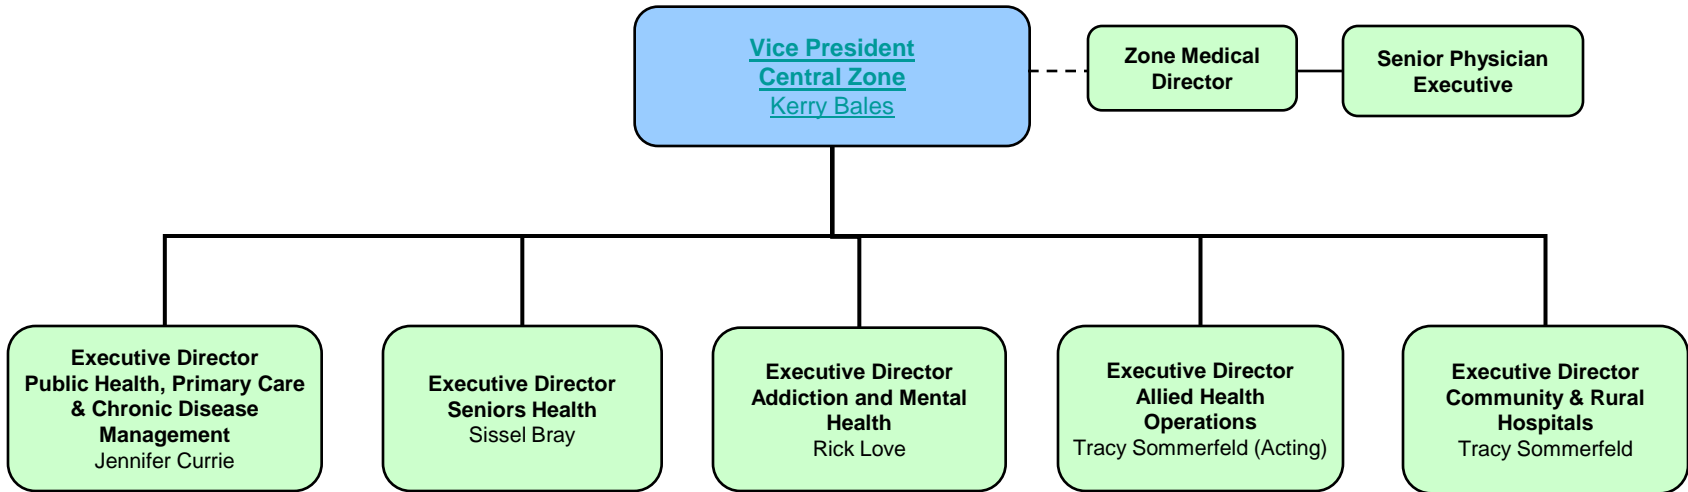 Vice President
Central Zone
Kerry Bales
Zone Medical
Director
Senior Physician
Executive
Executive Director
Public Health, Primary Care
& Chronic Disease
Management
Jennifer Currie
Executive Director
Seniors Health
Sissel Bray
Executive Director
Addiction and Mental
Health
Rick Love
Executive Director
Allied Health
Operations
Tracy Sommerfeld (Acting)
Executive Director
Community & Rural
Hospitals
Tracy Sommerfeld